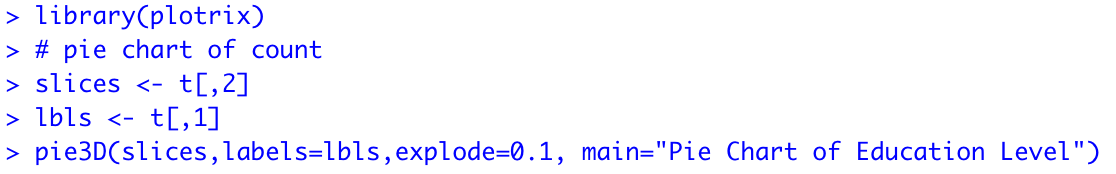 > library(plotrix)
> # pie chart of count
> slices <- t[,2]
> lbls <- t[,1]
> pie3D(slices,labels=lbls,explode=0.1, main="Pie Chart of Education Level")